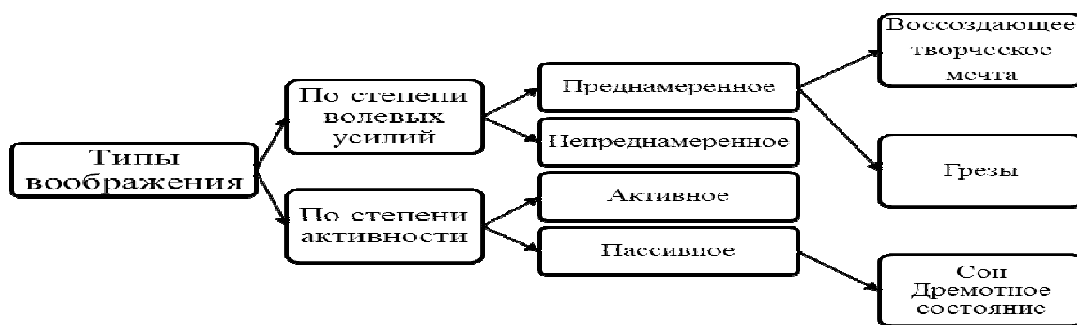 Типы
воображения
По степени
волевых
усилий
По степени
активности
Преднамеренное
Непреднамеренное
Активное
Пассивное
Воссоздающее
творческое
мечта
Грезы
Сон
Дремотное
состояние